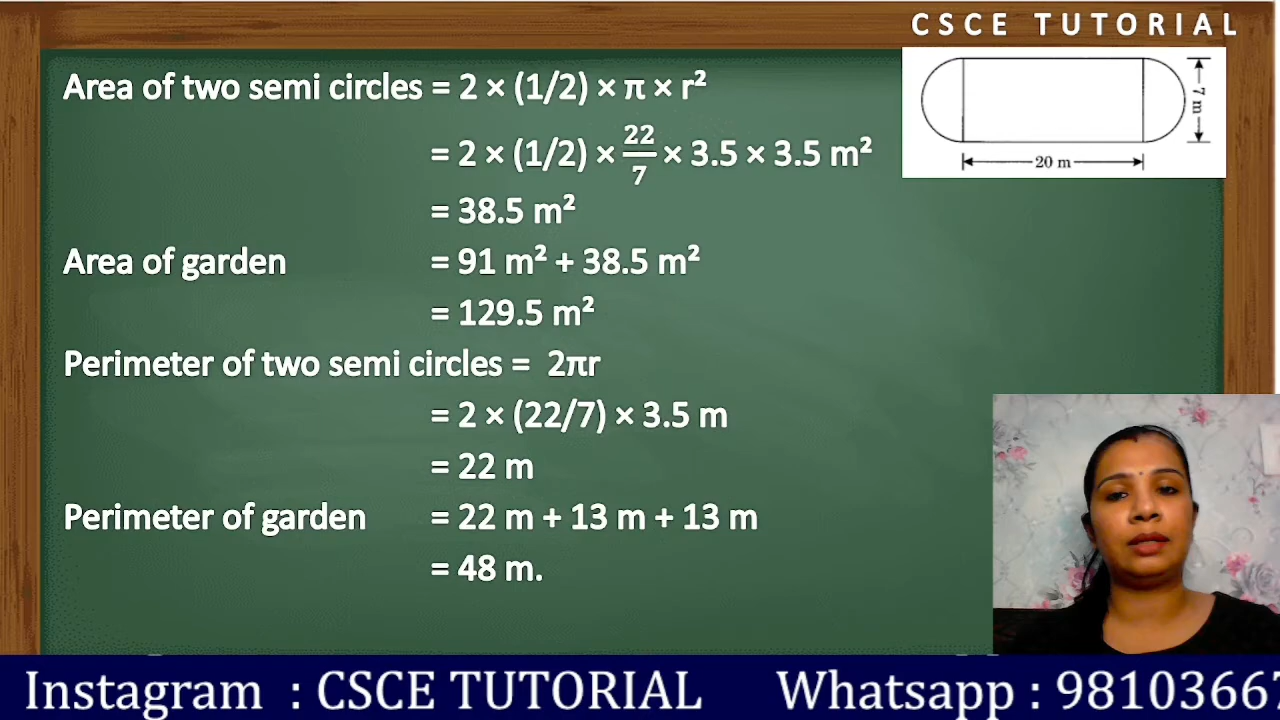 CSCE TUTORIAL
Area of two semi circles = 2 × (1/2) × π × r²
= 2 × (1/2) × 22/7 × 3.5 × 3.5 m²
= 38.5 m²
Area of garden = 91 m² + 38.5 m²
= 129.5 m²
Perimeter of two semi circles = 2πr
= 2 × (22/7) × 3.5 m
= 22 m
Perimeter of garden = 22 m + 13 m + 13 m
= 48 m.
7 m
20 m
Instagram : CSCE TUTORIAL Whatsapp : 9810366